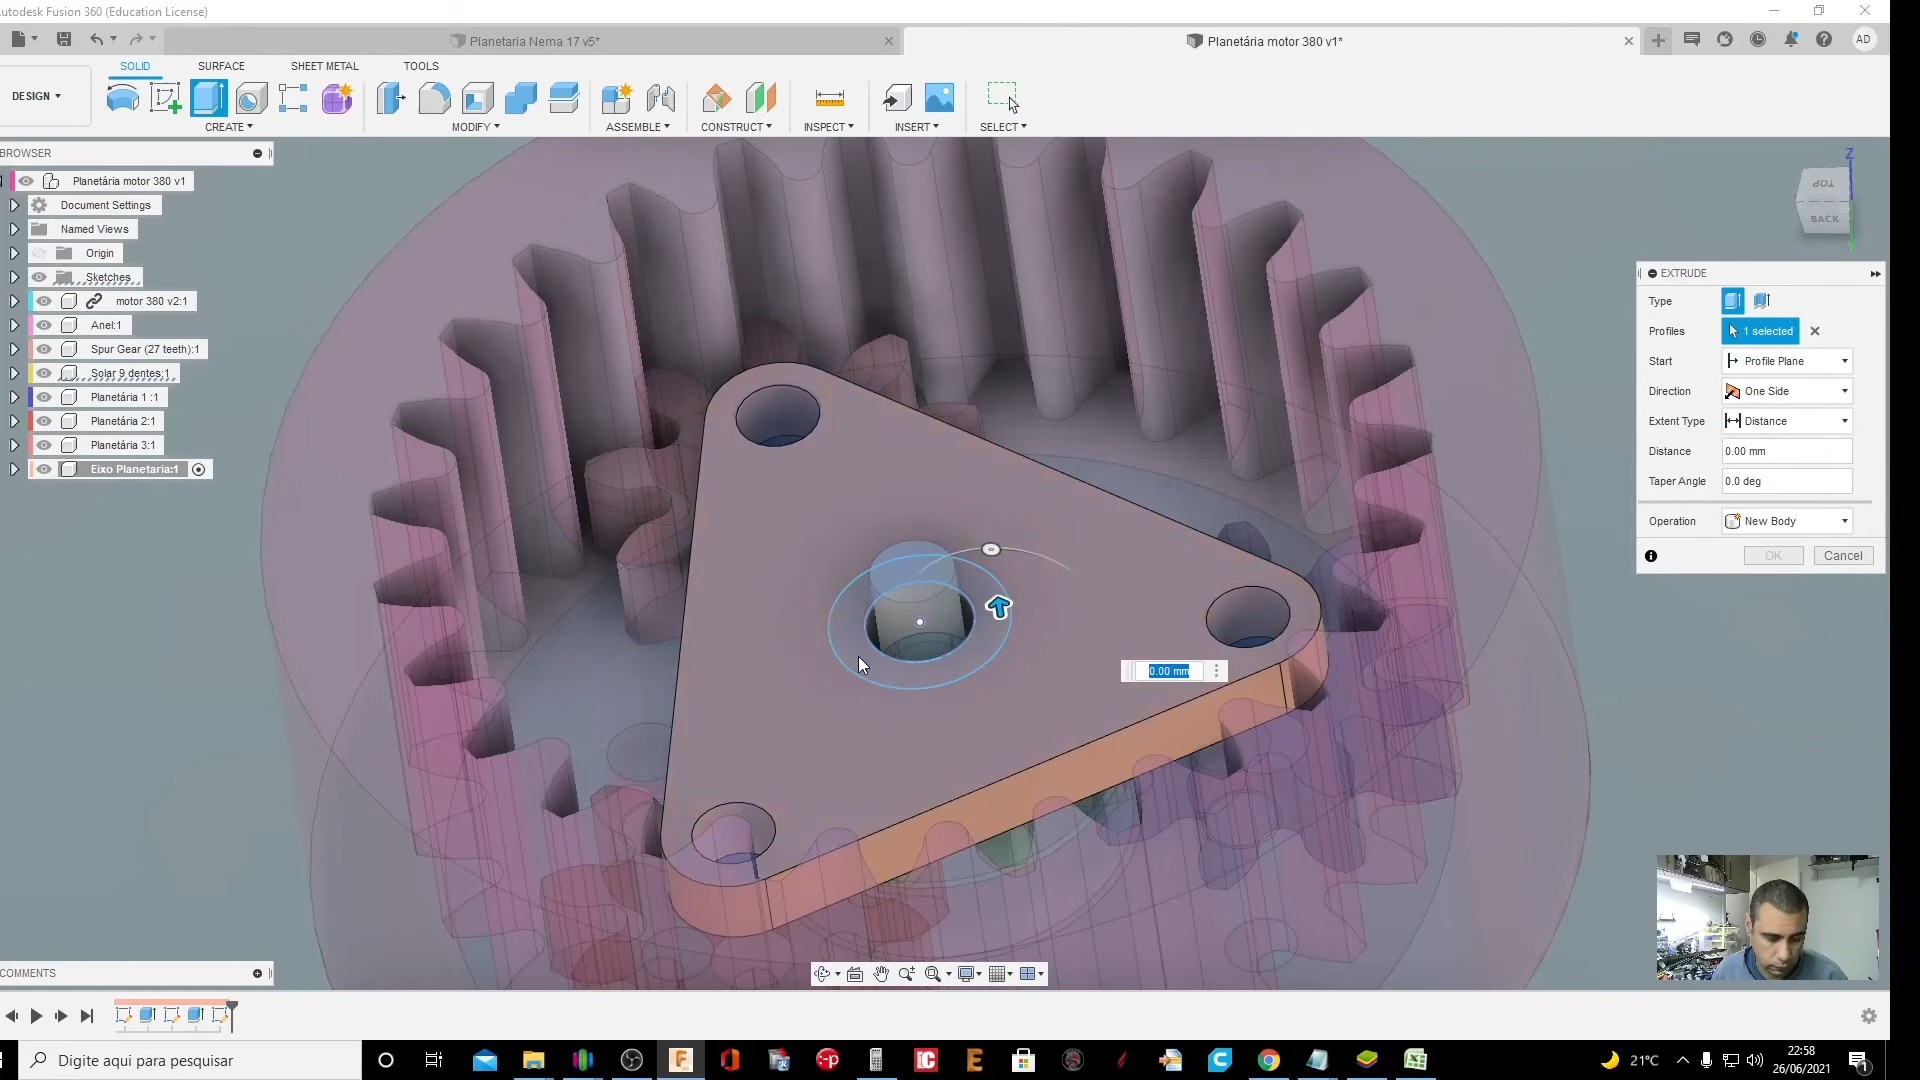 utodesk Fusion 360 (Education License)
Planetaria Nema 17 v5*
Planetária motor 380 v1*
AD
DESIGN
SOLID
SURFACE
SHEET METAL
TOOLS
CREATE
MODIFY
ASSEMBLE
CONSTRUCT
INSPECT
INSERT
SELECT
BROWSER
Planetária motor 380 v1
Document Settings
Named Views
Origin
Sketches
motor 380 v2:1
Anel:1
Spur Gear (27 teeth):1
Solar 9 dentes:1
Planetária 1 :1
Planetária 2:1
Planetária 3:1
Eixo Planetaria:1
Z
TOP
BACK
Y
EXTRUDE
Type
Profiles
1 selected
Start
Profile Plane
Direction
One Side
Extent Type
Distance
Distance
0.00 mm
Taper Angle
0.0 deg
Operation
New Body
OK
Cancel
0.00 mm
COMMENTS
Digite aqui para pesquisar
21°C
22:58
26/06/2021
1